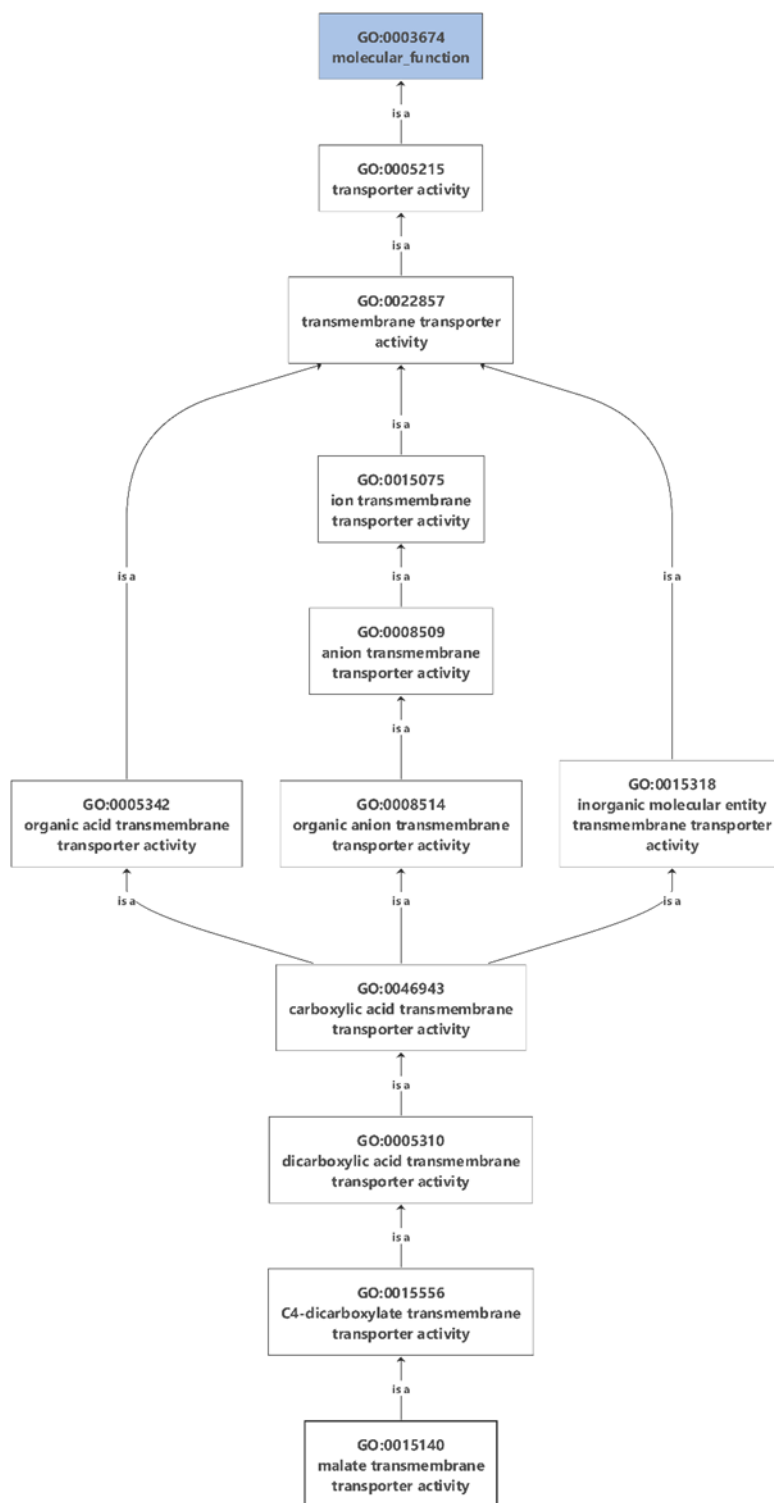 GO:0003674
molecular_function
is a
GO:0005215
transporter activity
is a
GO:0022857
transmembrane transporter
activity
is a
GO:0015075
ion transmembrane
transporter activity
is a
is a
is a
GO:0008509
anion transmembrane
transporter activity
is a
GO:0005342
organic acid transmembrane
transporter activity
GO:0008514
organic anion transmembrane
transporter activity
GO:0015318
inorganic molecular entity
transmembrane transporter
activity
is a
is a
is a
GO:0046943
carboxylic acid transmembrane
transporter activity
is a
GO:0005310
dicarboxylic acid transmembrane
transporter activity
is a
GO:0015556
C4-dicarboxylate transmembrane
transporter activity
is a
GO:0015140
malate transmembrane
transporter activity